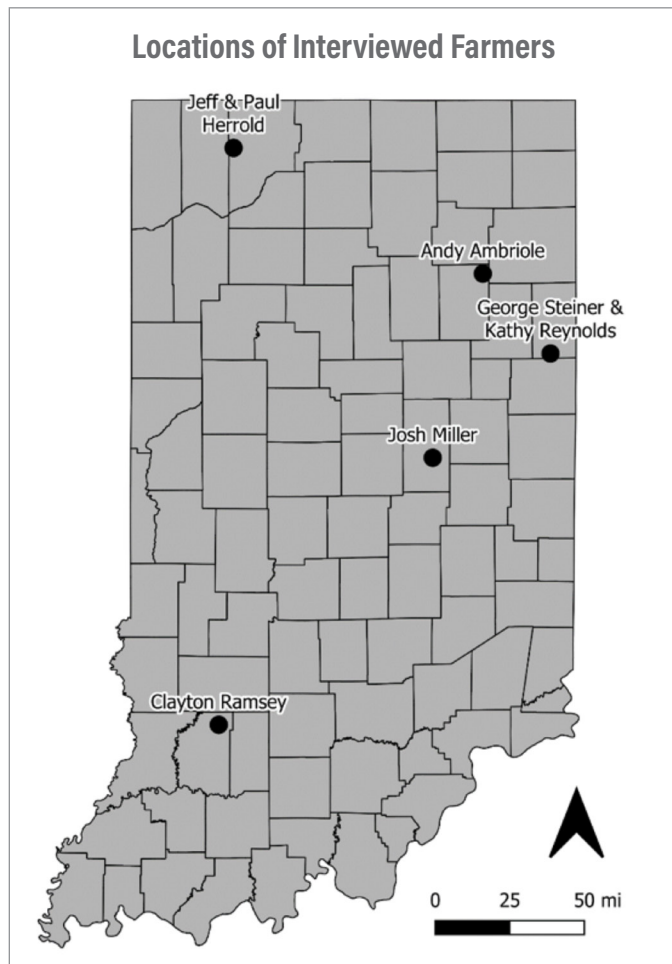 Locations of Interviewed Farmers
Jeff & Paul
Herrold
Andy Ambriole
George Steiner &
Kathy Reynolds
Josh Miller
Clayton Ramsey
0 25 50 mi